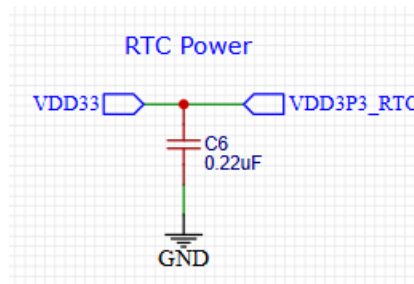 RTC Power
VDD33 VDD3P3_RTC
C6
0.22uF
GND